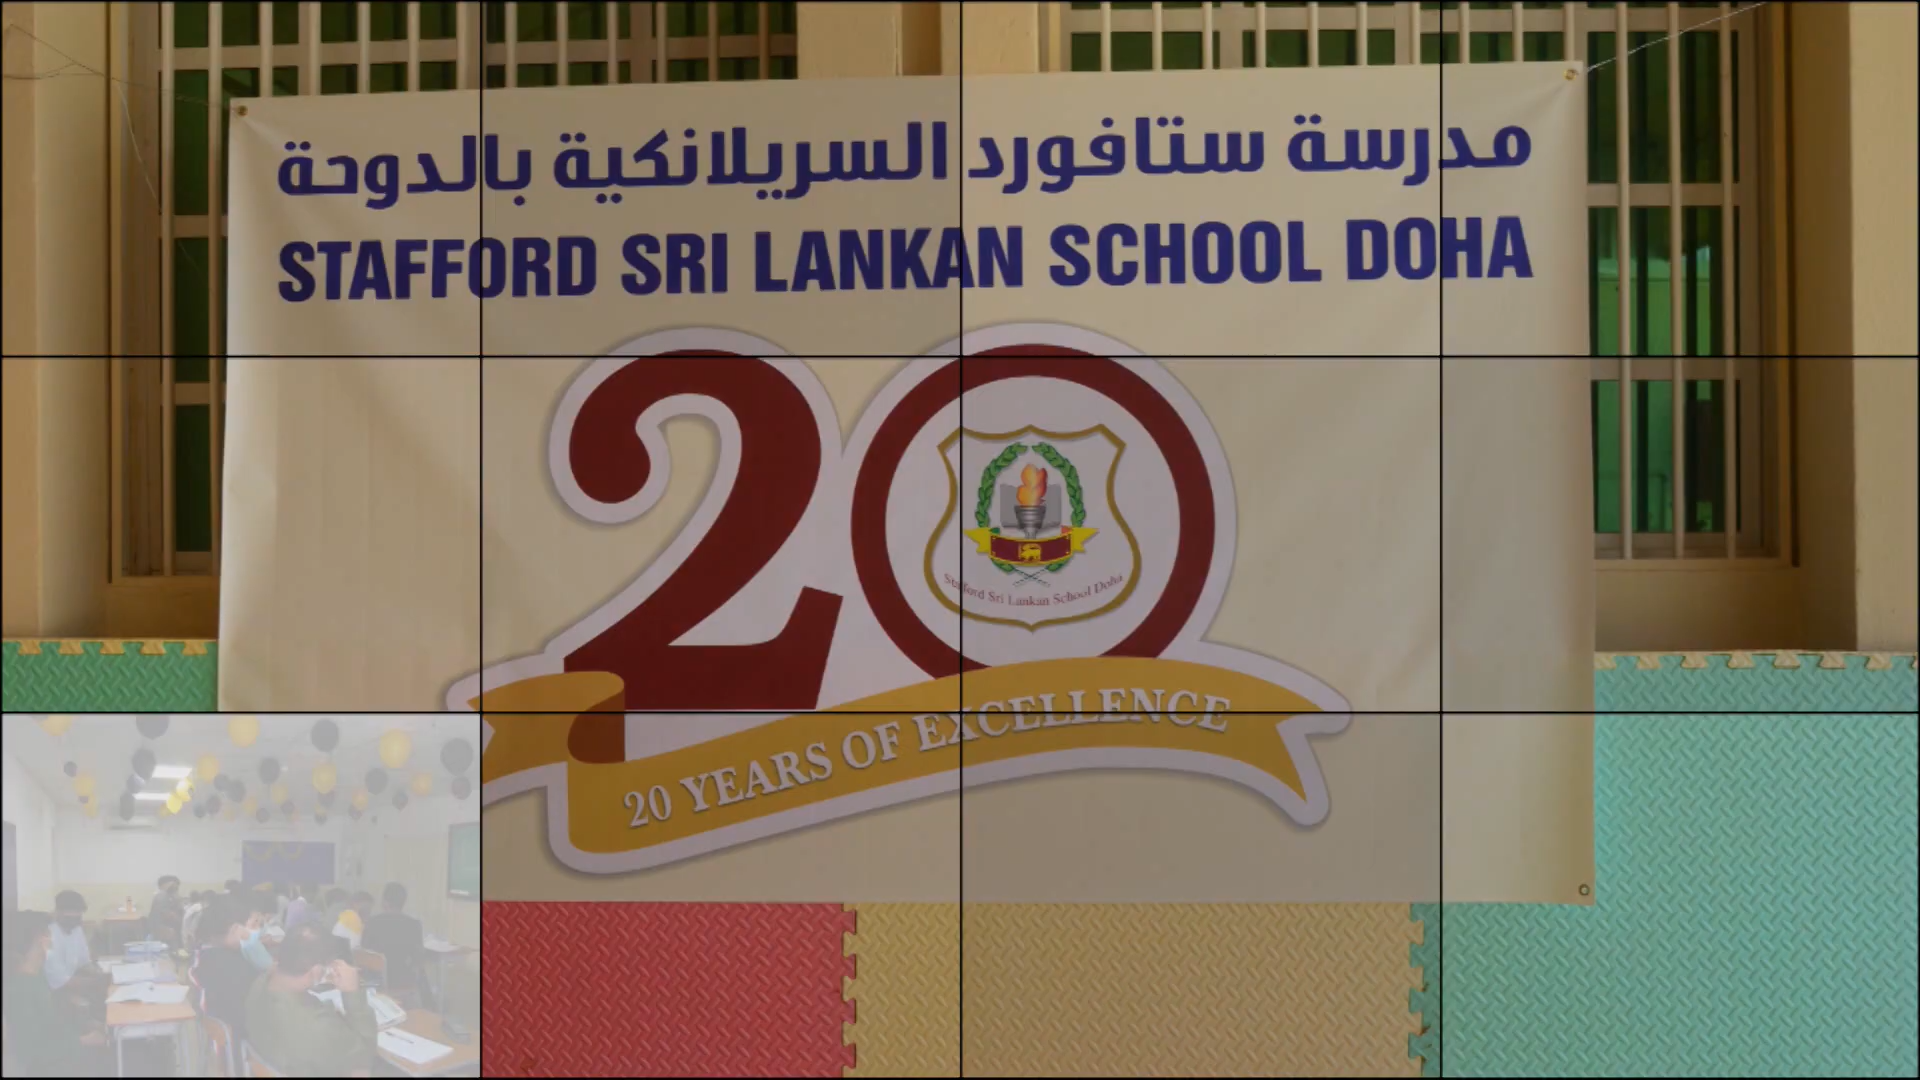 مدرسة ستافورد السريلانكية بالدوحة
STAFFORD SRI LANKAN SCHOOL DOHA
Stafford Sri Lankan School Doha
20
20 YEARS OF EXCELLENCE